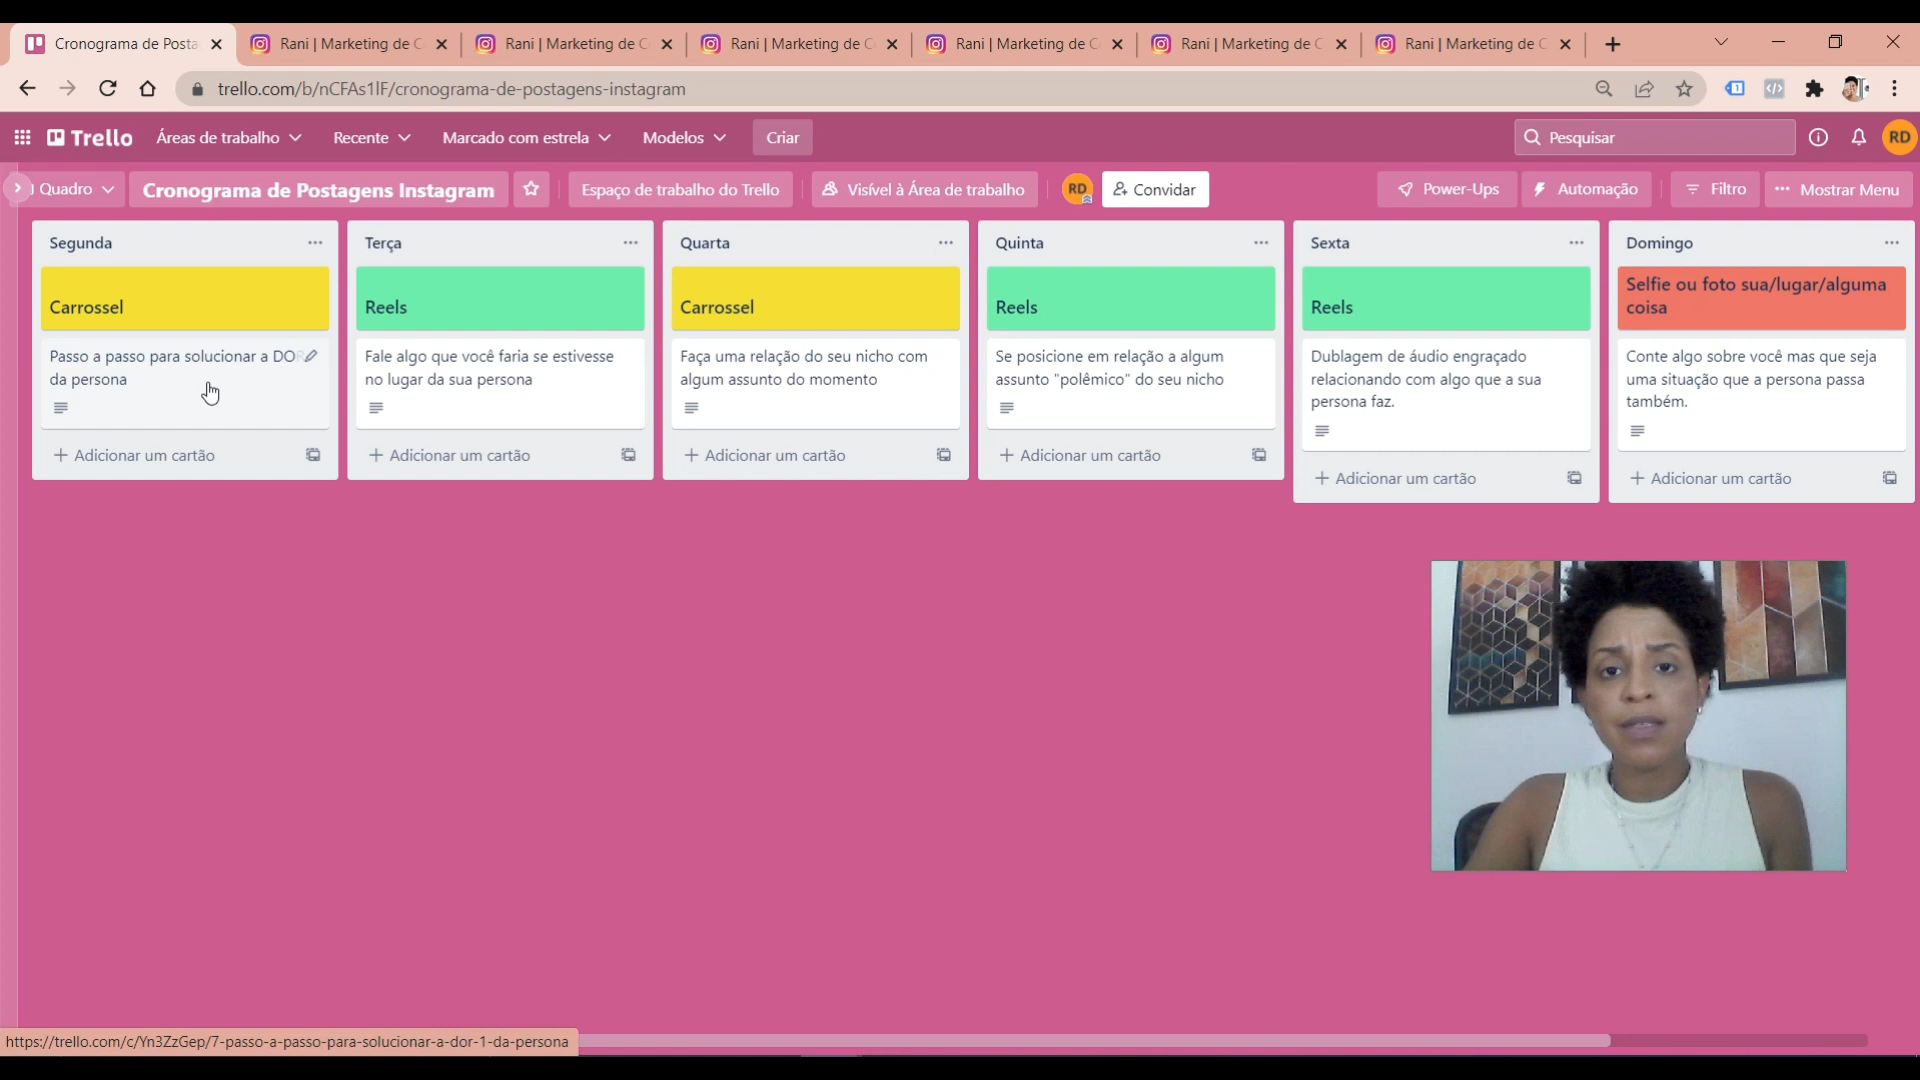 Cronograma de Posta
Rani | Marketing de C
Rani | Marketing de C
Rani | Marketing de C
Rani | Marketing de C
Rani | Marketing de C
Rani | Marketing de C
trello.com/b/nCFAs1lF/cronograma-de-postagens-instagram
Trello
Áreas de trabalho
Recente
Marcado com estrela
Modelos
Criar
Pesquisar
RD
Quadro
Cronograma de Postagens Instagram
Espaço de trabalho do Trello
Visível à Área de trabalho
RD
Convidar
Power-Ups
Automação
Filtro
Mostrar Menu
Segunda
Carrossel
Passo a passo para solucionar a DOR
da persona
Adicionar um cartão
Terça
Reels
Fale algo que você faria se estivesse
no lugar da sua persona
Adicionar um cartão
Quarta
Carrossel
Faça uma relação do seu nicho com
algum assunto do momento
Adicionar um cartão
Quinta
Reels
Se posicione em relação a algum
assunto "polêmico" do seu nicho
Adicionar um cartão
Sexta
Reels
Dublagem de áudio engraçado
relacionando com algo que a sua
persona faz.
Adicionar um cartão
Domingo
Selfie ou foto sua/lugar/alguma
coisa
Conte algo sobre você mas que seja
uma situação que a persona passa
também.
Adicionar um cartão
https://trello.com/c/Yn3ZzGep/7-passo-a-passo-para-solucionar-a-dor-1-da-persona